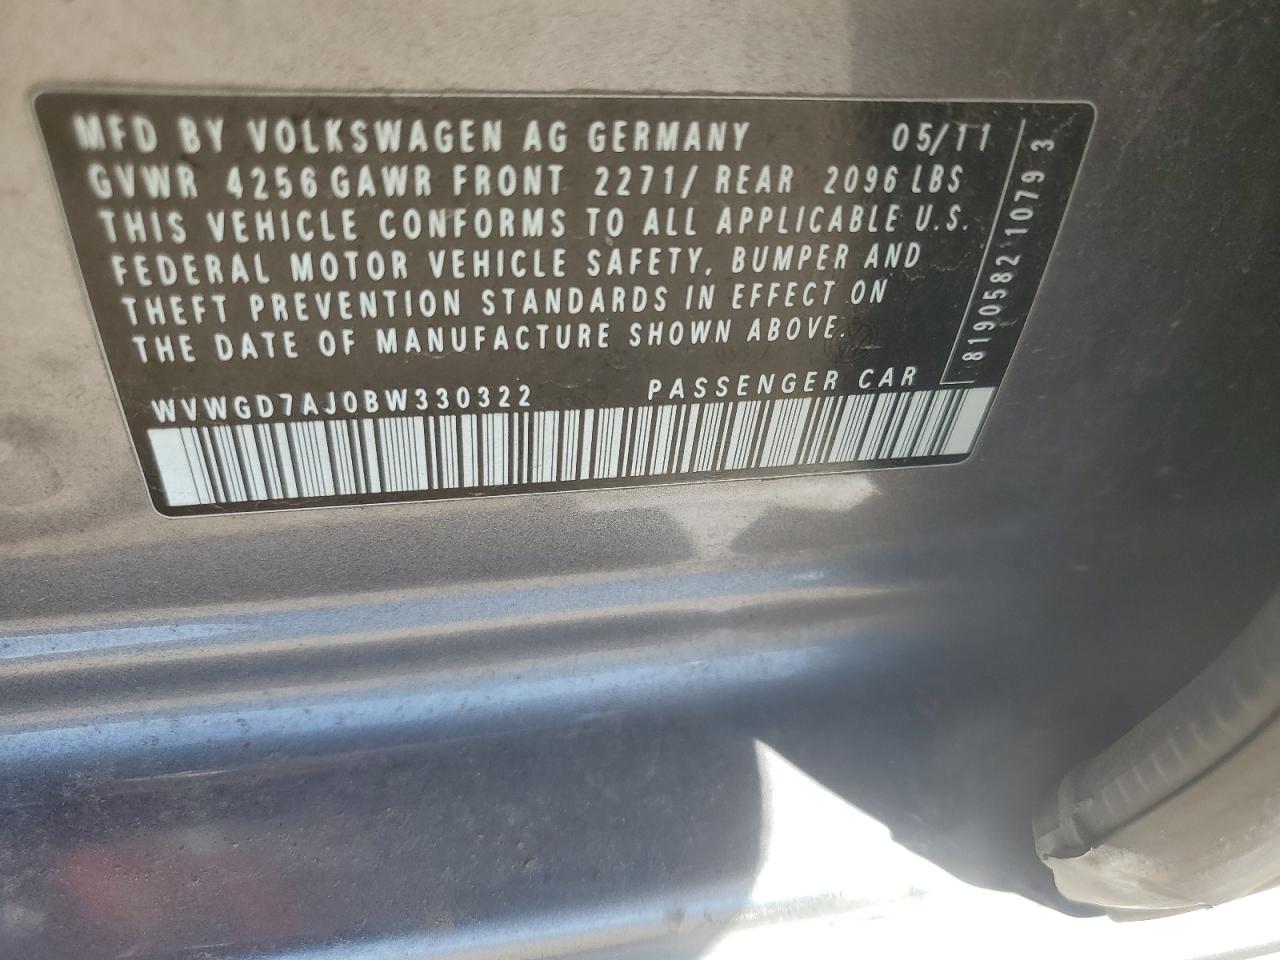 MFD BY VOLKSWAGEN AG GERMANY 05/11
GVWR 4256 GAWR FRONT 2271/ REAR 2096 LBS
THIS VEHICLE CONFORMS TO ALL APPLICABLE U.S.
FEDERAL MOTOR VEHICLE SAFETY, BUMPER AND
THEFT PREVENTION STANDARDS IN EFFECT ON
THE DATE OF MANUFACTURE SHOWN ABOVE.
WVWGD7AJ0BW330322 PASSENGER CAR
8190582 1079 3